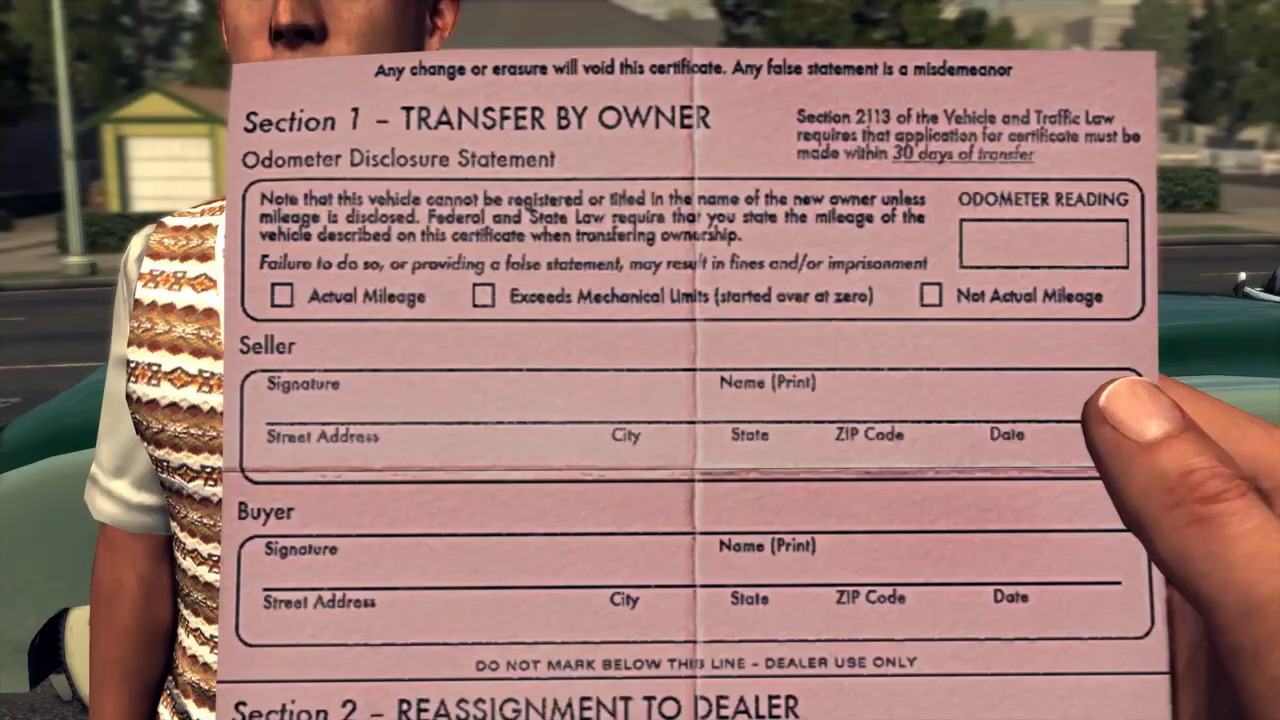 Any change or erasure will void this certificate. Any false statement is a misdemeanor
Section 1 – TRANSFER BY OWNER
Section 2113 of the Vehicle and Traffic Law
requires that application for certificate must be
made within 30 days of transfer
Odometer Disclosure Statement
Note that this vehicle cannot be registered or titled in the name of the new owner unless
mileage is disclosed. Federal and State Law require that you state the mileage of the
vehicle described on this certificate when transfering ownership.
Failure to do so, or providing a false statement, may result in fines and/or imprisonment
ODOMETER READING
Actual Mileage
Exceeds Mechanical Limits (started over at zero)
Not Actual Mileage
Seller
Signature Name (Print)
Street Address City State ZIP Code Date
Buyer
Signature Name (Print)
Street Address City State ZIP Code Date
DO NOT MARK BELOW THIS LINE – DEALER USE ONLY
Section 2 – REASSIGNMENT TO DEALER